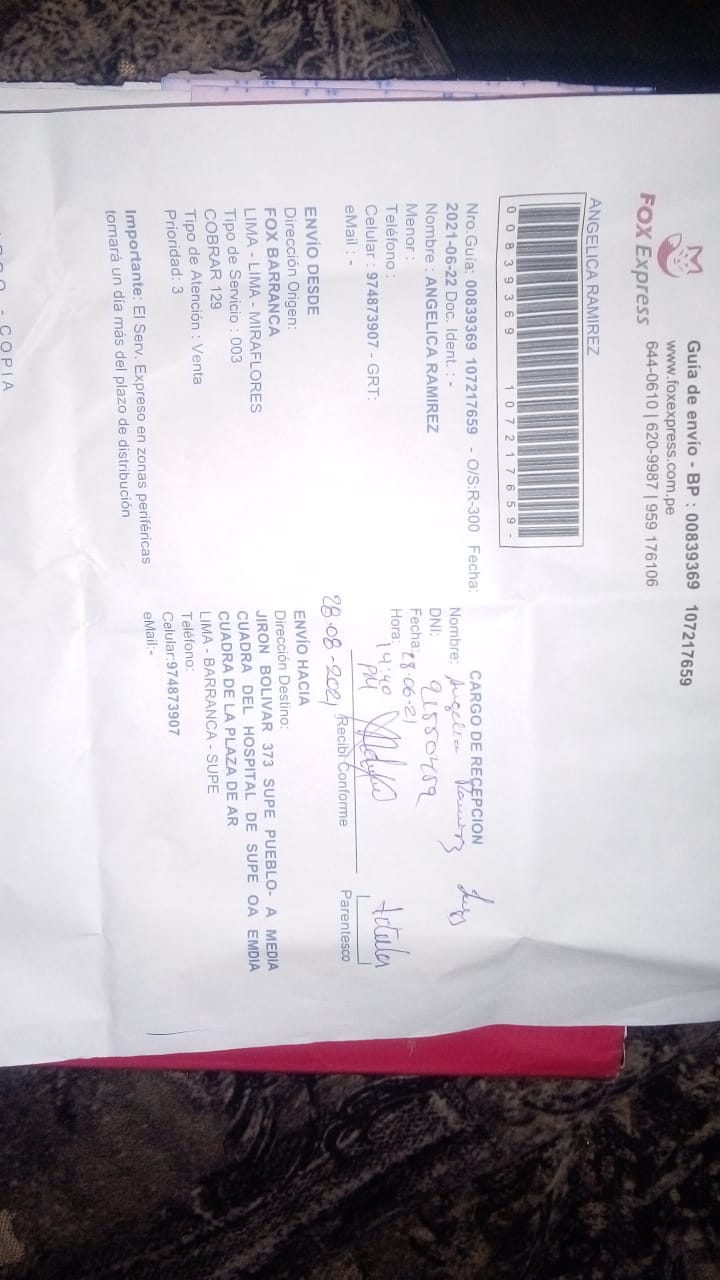 FOX Express
Guía de envío - BP : 00839369 107217659
www.foxexpress.com.pe
644-0610 | 620-9987 | 959 176106
ANGELICA RAMIREZ
00839369 107217659-
Nro.Guia: 00839369 107217659 - O/S:R-300 Fecha:
2021-06-22 Doc. Ident. : -
Nombre : ANGELICA RAMIREZ
Menor :
Teléfono :
Celular : 974873907 - GRT:
eMail : -
ENVÍO DESDE
Dirección Origen:
FOX BARRANCA
LIMA - LIMA - MIRAFLORES
Tipo de Servicio : 003
COBRAR 129
Tipo de Atención : Venta
Prioridad: 3
Importante: El Serv. Expreso en zonas periféricas
tomará un día más del plazo de distribución
CARGO DE RECEPCION
Nombre: Angelica Ramirez
DNI:
Fecha:
Hora: 14:40 PM
Recibí Conforme
Parentesco
titular
28-08-2021
ENVÍO HACIA
Dirección Destino:
JIRON BOLIVAR 373 SUPE PUEBLO- A MEDIA
CUADRA DEL HOSPITAL DE SUPE OA EMDIA
CUADRA DE LA PLAZA DE AR
LIMA - BARRANCA - SUPE
Teléfono:
Celular:974873907
eMail:-
- COPIA